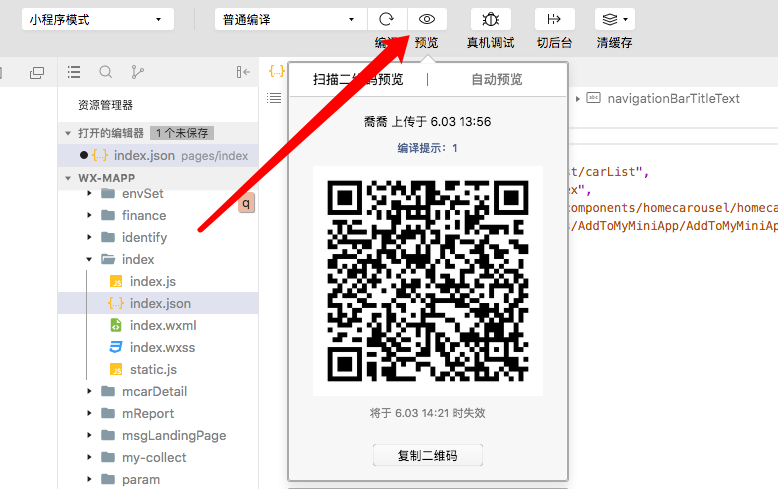 小程序模式
普通编译
编译
预览
真机调试
切后台
清缓存
扫描二维码预览
自动预览
资源管理器
打开的编辑器
1 个未保存
{..} index.json pages/index
WX-MAPP
envSet
q
finance
identify
index
index.js
{..} index.json
index.wxml
index.wxss
static.js
mcarDetail
mReport
msgLandingPage
my-collect
param
喬喬 上传于 6.03 13:56
编译提示：1
将于 6.03 14:21 时失效
复制二维码
{..}
abc navigationBarTitleText
st/carList",
ex",
components/homecarousel/homeca
s/AddToMyMiniApp/AddToMyMiniAp